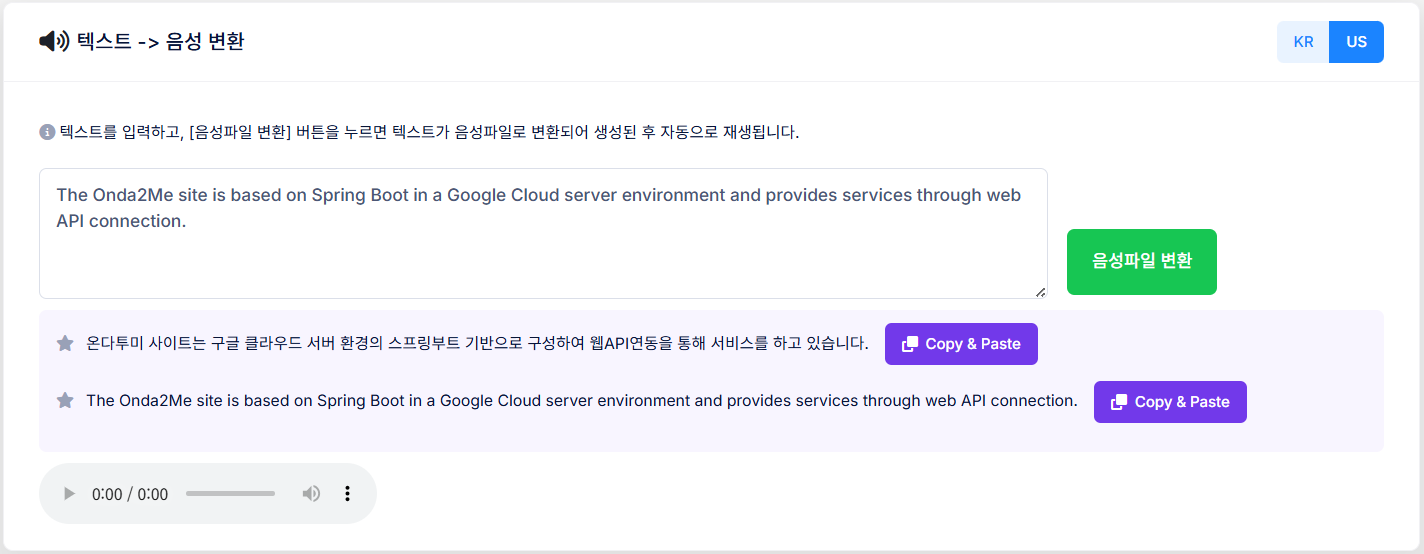 텍스트 -> 음성 변환
KR US
텍스트를 입력하고, [음성파일 변환] 버튼을 누르면 텍스트가 음성파일로 변환되어 생성된 후 자동으로 재생됩니다.
The Onda2Me site is based on Spring Boot in a Google Cloud server environment and provides services through web
API connection.
음성파일 변환
온다투미 사이트는 구글 클라우드 서버 환경의 스프링부트 기반으로 구성하여 웹API연동을 통해 서비스를 하고 있습니다. Copy & Paste
The Onda2Me site is based on Spring Boot in a Google Cloud server environment and provides services through web API connection. Copy & Paste
0:00 / 0:00